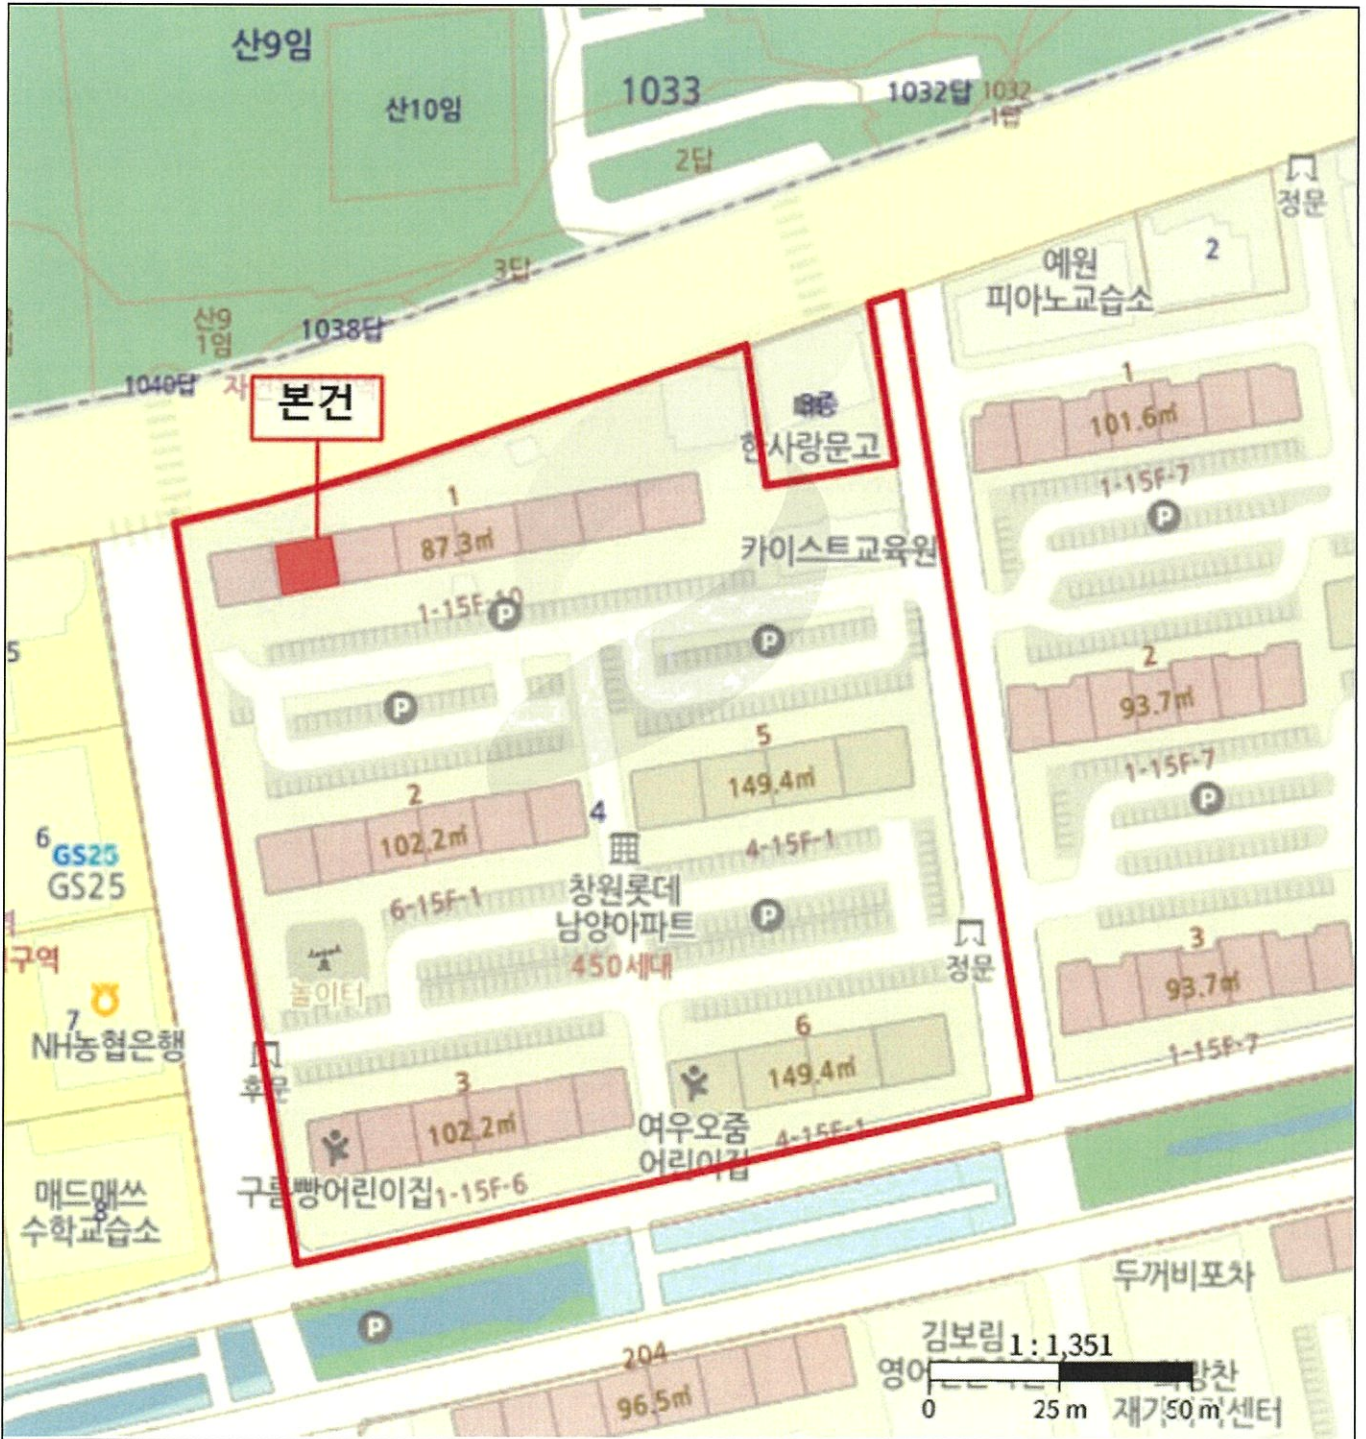 산9임
산10임
1033
1032답
1032
1답
2답
3답
정문
예원
피아노교습소
2
산9
1임
1038답
1040답
본건
한사랑문고
1
101.6㎡
1-15F-7
1
87.3㎡
카이스트교육원
1-15F-10
P
P
P
P
5
2
93.7㎡
1-15F-7
P
5
149.4㎡
4-15F-1
2
102.2㎡
6-15F-1
4
창원롯데
남양아파트
450세대
P
6
GS25
GS25
구역
놀이터
정문
3
93.7㎡
1-15F-7
7
NH농협은행
후문
3
102.2㎡
6
149.4㎡
여우오줌
어린이집
4-15F-1
구름빵어린이집
1-15F-6
매드매쓰
8
수학교습소
두꺼비포차
P
204
96.5㎡
김보림
1 : 1,351
0
25 m
50 m